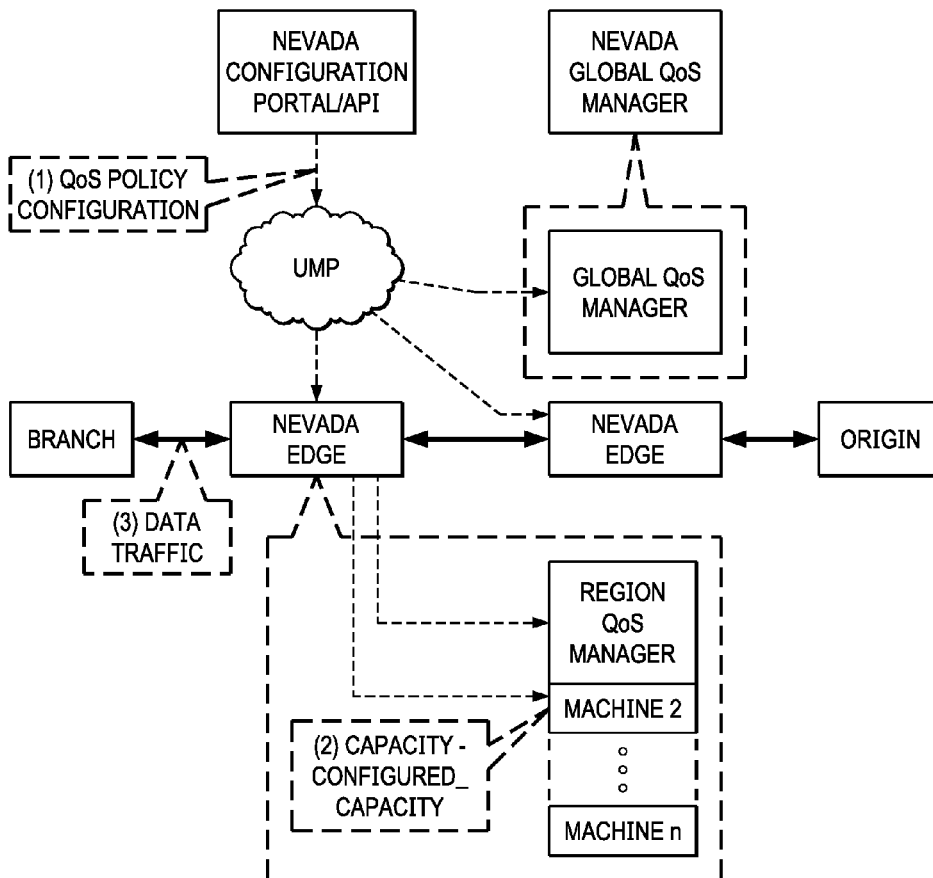 NEVADA
CONFIGURATION
PORTAL/API
NEVADA
GLOBAL QoS
MANAGER
(1) QoS POLICY
CONFIGURATION
UMP
GLOBAL QoS
MANAGER
BRANCH
NEVADA
EDGE
NEVADA
EDGE
ORIGIN
(3) DATA
TRAFFIC
REGION
QoS
MANAGER
MACHINE 2
(2) CAPACITY -
CONFIGURED_
CAPACITY
MACHINE n